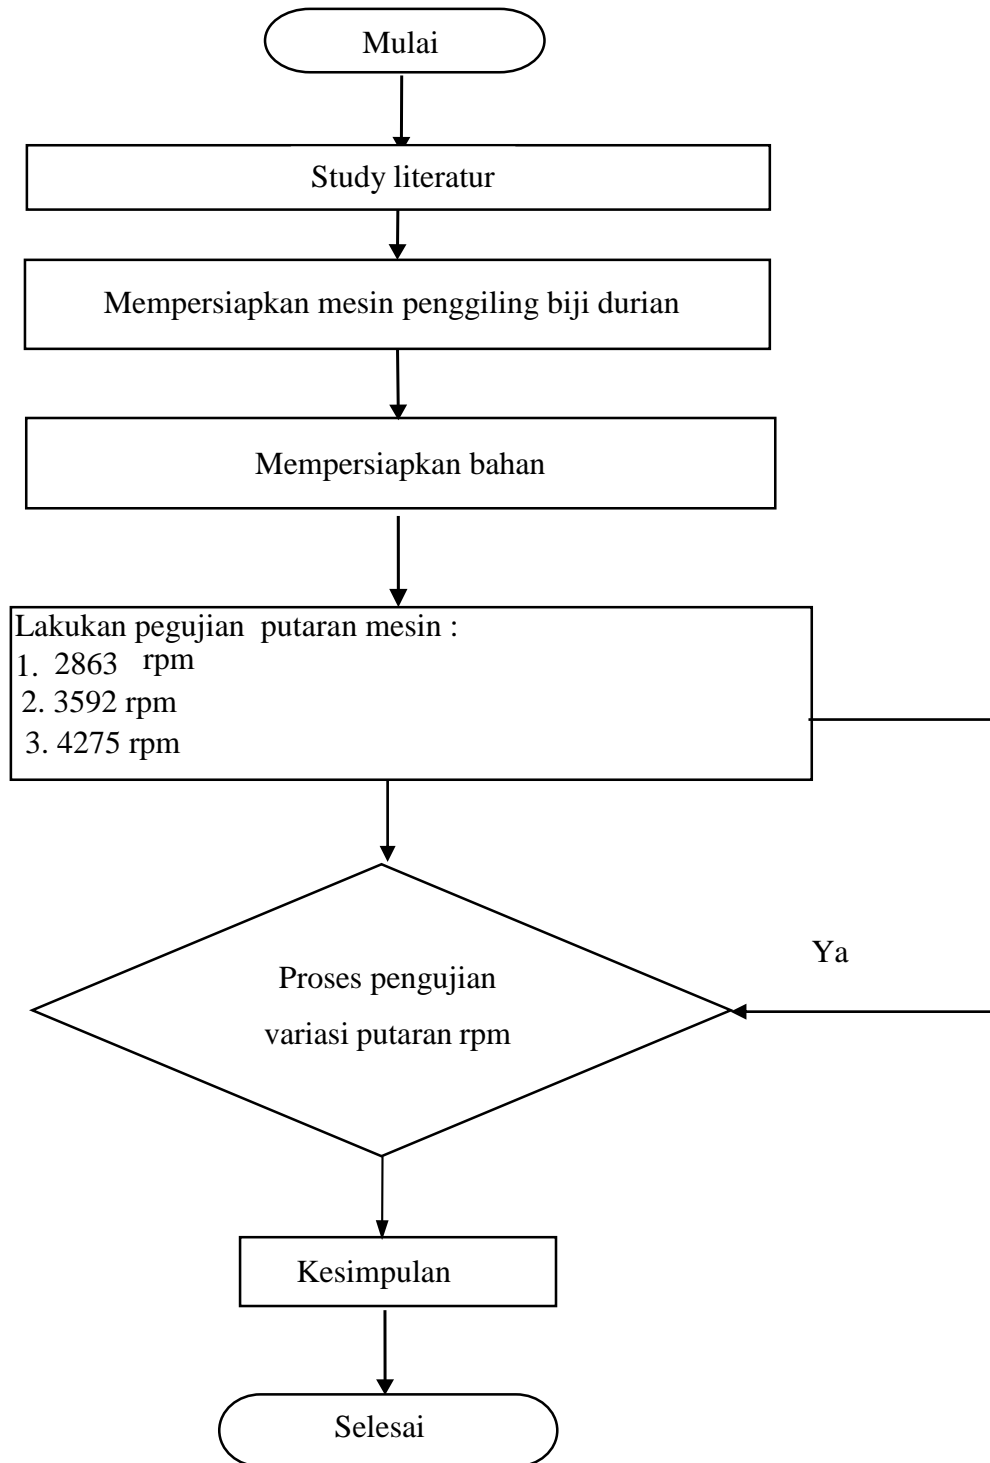 Mulai
Study literatur
Mempersiapkan mesin penggiling biji durian
Mempersiapkan bahan
Lakukan pegujian putaran mesin :
1. 2863 rpm
2. 3592 rpm
3. 4275 rpm
Ya
Proses pengujian
variasi putaran rpm
Kesimpulan
Selesai